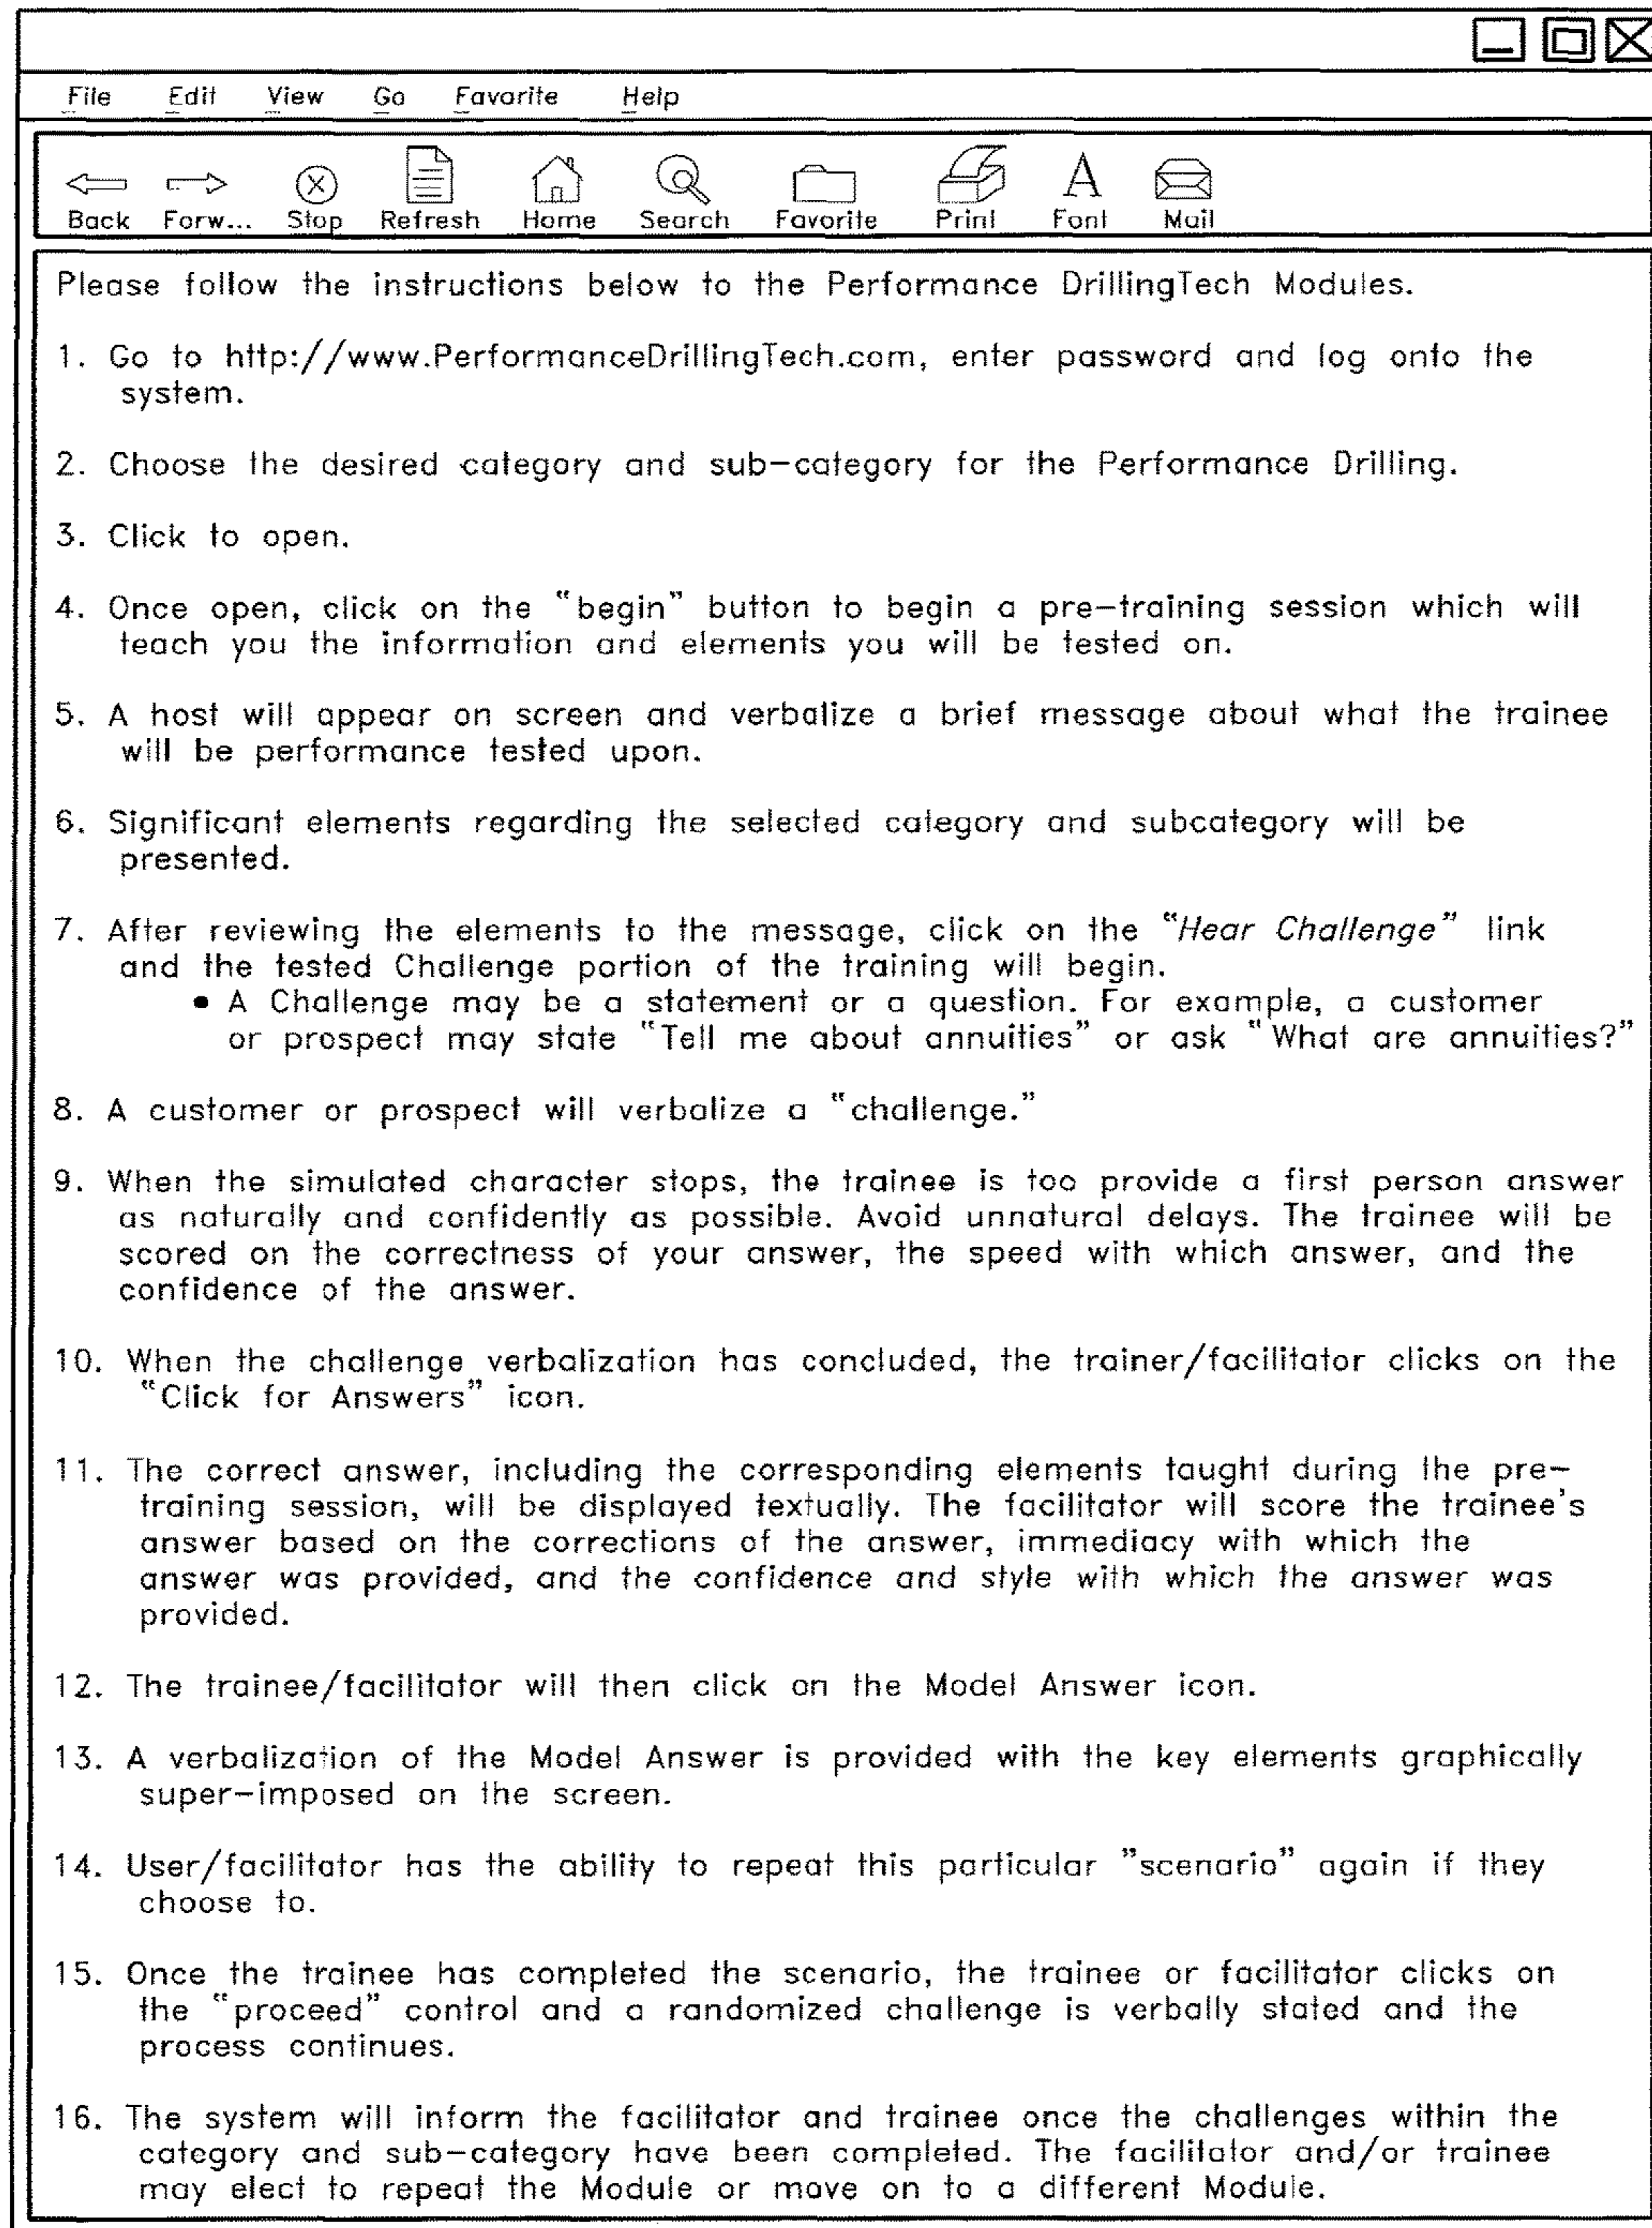 File Edit View Go Favorite Help
Back Forw... Stop Refresh Home Search Favorite Print Font Mail
Please follow the instructions below to the Performance DrillingTech Modules.
1. Go to http://www.PerformanceDrillingTech.com, enter password and log onto the
system.
2. Choose the desired category and sub-category for the Performance Drilling.
3. Click to open.
4. Once open, click on the "begin" button to begin a pre-training session which will
teach you the information and elements you will be tested on.
5. A host will appear on screen and verbalize a brief message about what the trainee
will be performance tested upon.
6. Significant elements regarding the selected category and subcategory will be
presented.
7. After reviewing the elements to the message, click on the "Hear Challenge" link
and the tested Challenge portion of the training will begin.
• A Challenge may be a statement or a question. For example, a customer
or prospect may state "Tell me about annuities" or ask "What are annuities?"
8. A customer or prospect will verbalize a "challenge."
9. When the simulated character stops, the trainee is too provide a first person answer
as naturally and confidently as possible. Avoid unnatural delays. The trainee will be
scored on the correctness of your answer, the speed with which answer, and the
confidence of the answer.
10. When the challenge verbalization has concluded, the trainer/facilitator clicks on the
"Click for Answers" icon.
11. The correct answer, including the corresponding elements taught during the pre-
training session, will be displayed textually. The facilitator will score the trainee's
answer based on the corrections of the answer, immediacy with which the
answer was provided, and the confidence and style with which the answer was
provided.
12. The trainee/facilitator will then click on the Model Answer icon.
13. A verbalization of the Model Answer is provided with the key elements graphically
super-imposed on the screen.
14. User/facilitator has the ability to repeat this particular "scenario" again if they
choose to.
15. Once the trainee has completed the scenario, the trainee or facilitator clicks on
the "proceed" control and a randomized challenge is verbally stated and the
process continues.
16. The system will inform the facilitator and trainee once the challenges within the
category and sub-category have been completed. The facilitator and/or trainee
may elect to repeat the Module or move on to a different Module.